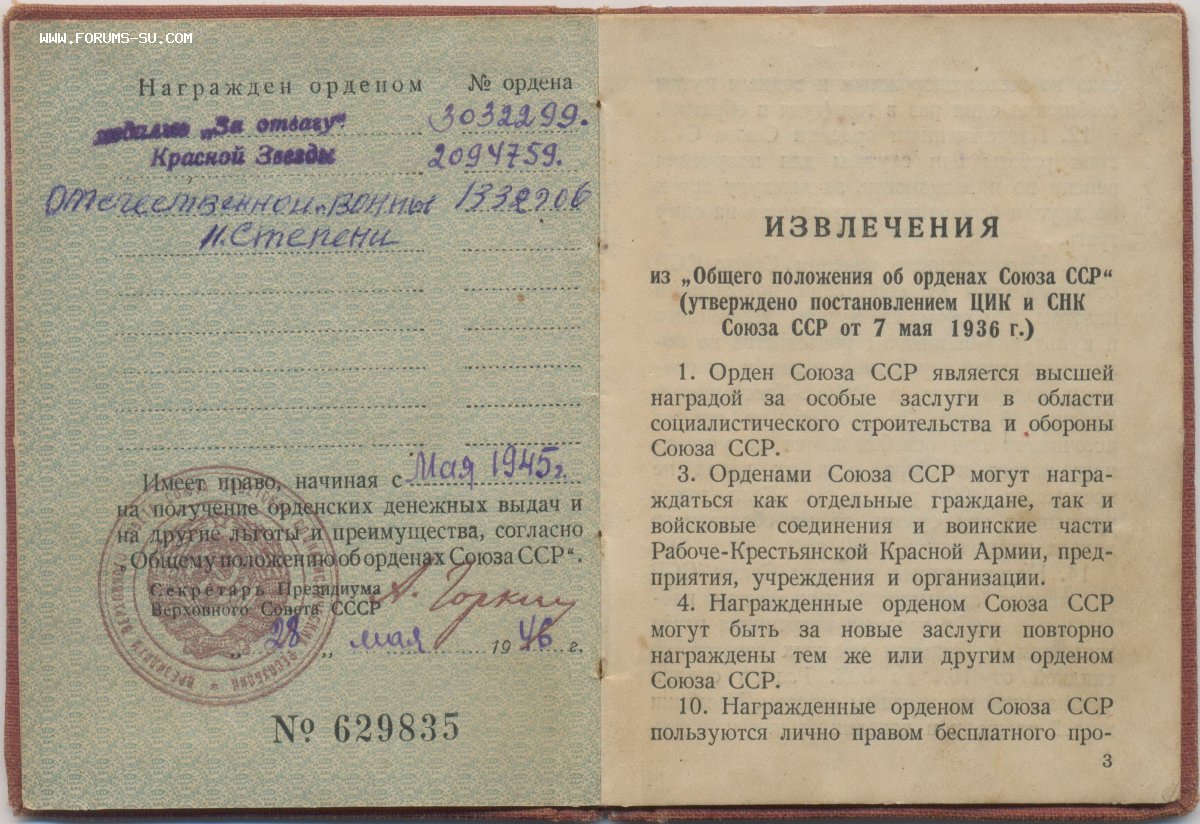 WWW.FORUMS-SU.COM
Награжден орденом № ордена
медалью „За отвагу“ 3032299.
Красной Звезды 2094759.
Отечественной войны 1332906
II. Степени
Имеет право, начиная с Мая 1945 г.
на получение орденских денежных выдач и
на другие льготы и преимущества, согласно
„Общему положению об орденах Союза ССР“.
Секретарь Президиума
Верховного Совета СССР А. Горкин
„28„ мая 1946 г.
№ 629835
ИЗВЛЕЧЕНИЯ
из „Общего положения об орденах Союза ССР“
(утверждено постановлением ЦИК и СНК
Союза ССР от 7 мая 1936 г.)
1. Орден Союза ССР является высшей
наградой за особые заслуги в области
социалистического строительства и обороны
Союза ССР.
3. Орденами Союза ССР могут награ-
ждаться как отдельные граждане, так и
войсковые соединения и воинские части
Рабоче-Крестьянской Красной Армии, пред-
приятия, учреждения и организации.
4. Награжденные орденом Союза ССР
могут быть за новые заслуги повторно
награждены тем же или другим орденом
Союза ССР.
10. Награжденные орденом Союза ССР
пользуются лично правом бесплатного про-
3